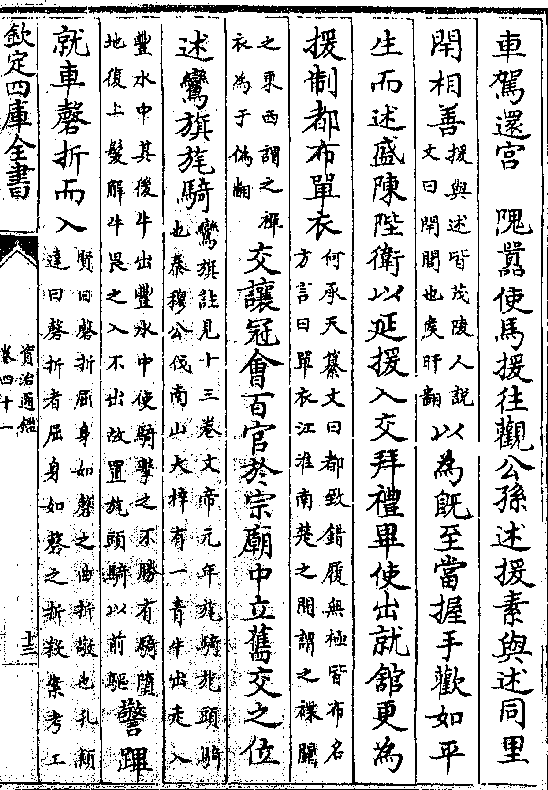 車駕還宮　隗囂使馬援往觀公孫述援素與述同里
閈相善援與述皆茂陵人說文曰閈閭也矦旰翻以為既至當握手歡如平
生而述盛陳陛衛以延援入交拜禮畢使出就館更為
援制都布單衣何承天纂文曰都致錯履無極皆布名方言曰單衣江淮南楚之間謂之褋關
之東西謂之襌衣為于偽翻交讓冠會百官於宗廟中立舊交之位
述鸞旗旄騎鸞旗註見十三卷文帝元年旄騎旄頭騎也秦穆公伐南山大梓有一青牛出走入
豐水中其後牛出豐水中使騎擊之不勝有騎墮地復上髮解牛畏之入不出故置旄頭騎以前驅警蹕
就車磬折而入賢曰磬折屈身如磬之曲折敬也孔穎達曰磬折者屈身如磬之折殺案考工
欽定四庫全書
資治通鑑
卷四十一
十三